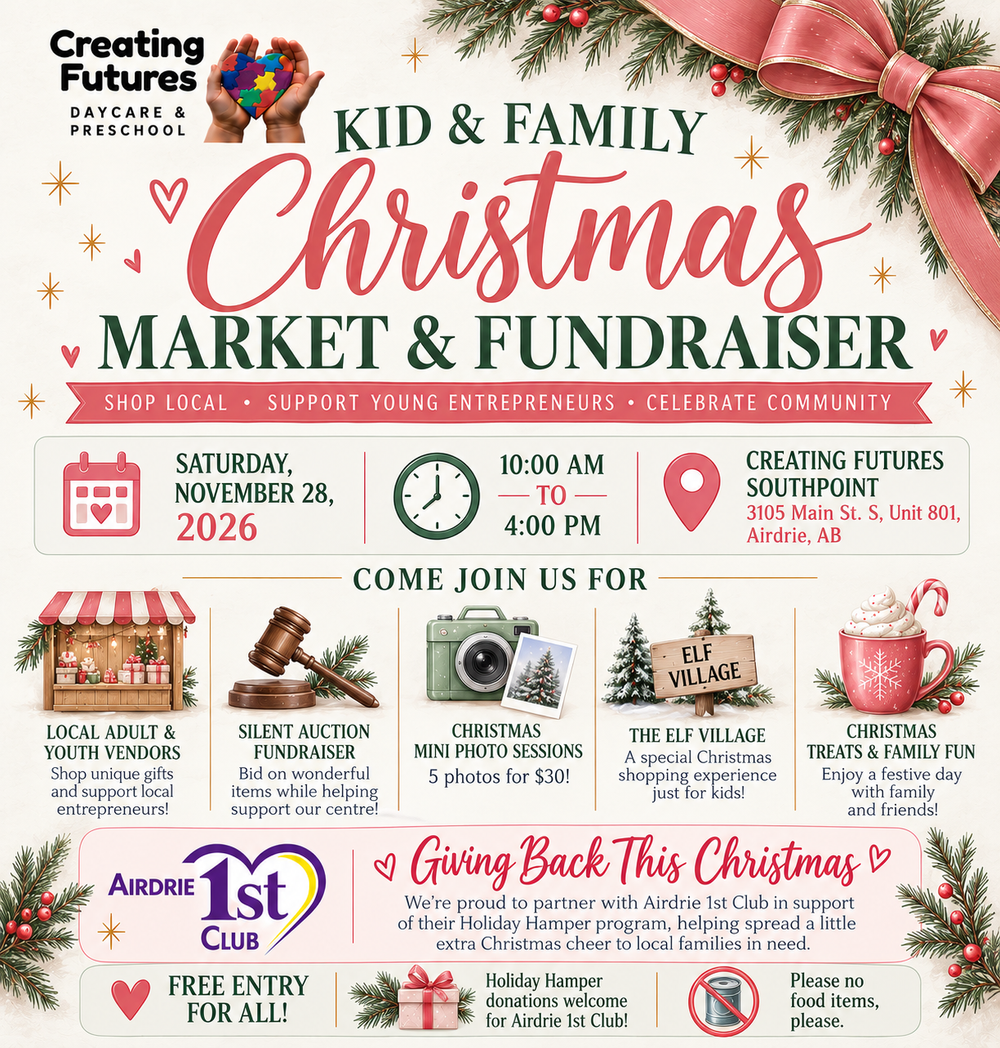 Creating
Futures
DAYCARE &
PRESCHOOL
KID & FAMILY
Christmas
MARKET & FUNDRAISER
SHOP LOCAL • SUPPORT YOUNG ENTREPRENEURS • CELEBRATE COMMUNITY
SATURDAY,
NOVEMBER 28,
2026
10:00 AM
TO
4:00 PM
CREATING FUTURES
SOUTHPOINT
3105 Main St. S, Unit 801,
Airdrie, AB
COME JOIN US FOR
LOCAL ADULT &
YOUTH VENDORS
Shop unique gifts
and support local
entrepreneurs!
SILENT AUCTION
FUNDRAISER
Bid on wonderful
items while helping
support our centre!
CHRISTMAS
MINI PHOTO SESSIONS
5 photos for $30!
ELF
VILLAGE
THE ELF VILLAGE
A special Christmas
shopping experience
just for kids!
CHRISTMAS
TREATS & FAMILY FUN
Enjoy a festive day
with family
and friends!
AIRDRIE
1st
CLUB
Giving Back This Christmas
We're proud to partner with Airdrie 1st Club in support
of their Holiday Hamper program, helping spread a little
extra Christmas cheer to local families in need.
FREE ENTRY
FOR ALL!
Holiday Hamper
donations welcome
for Airdrie 1st Club!
Please no
food items,
please.